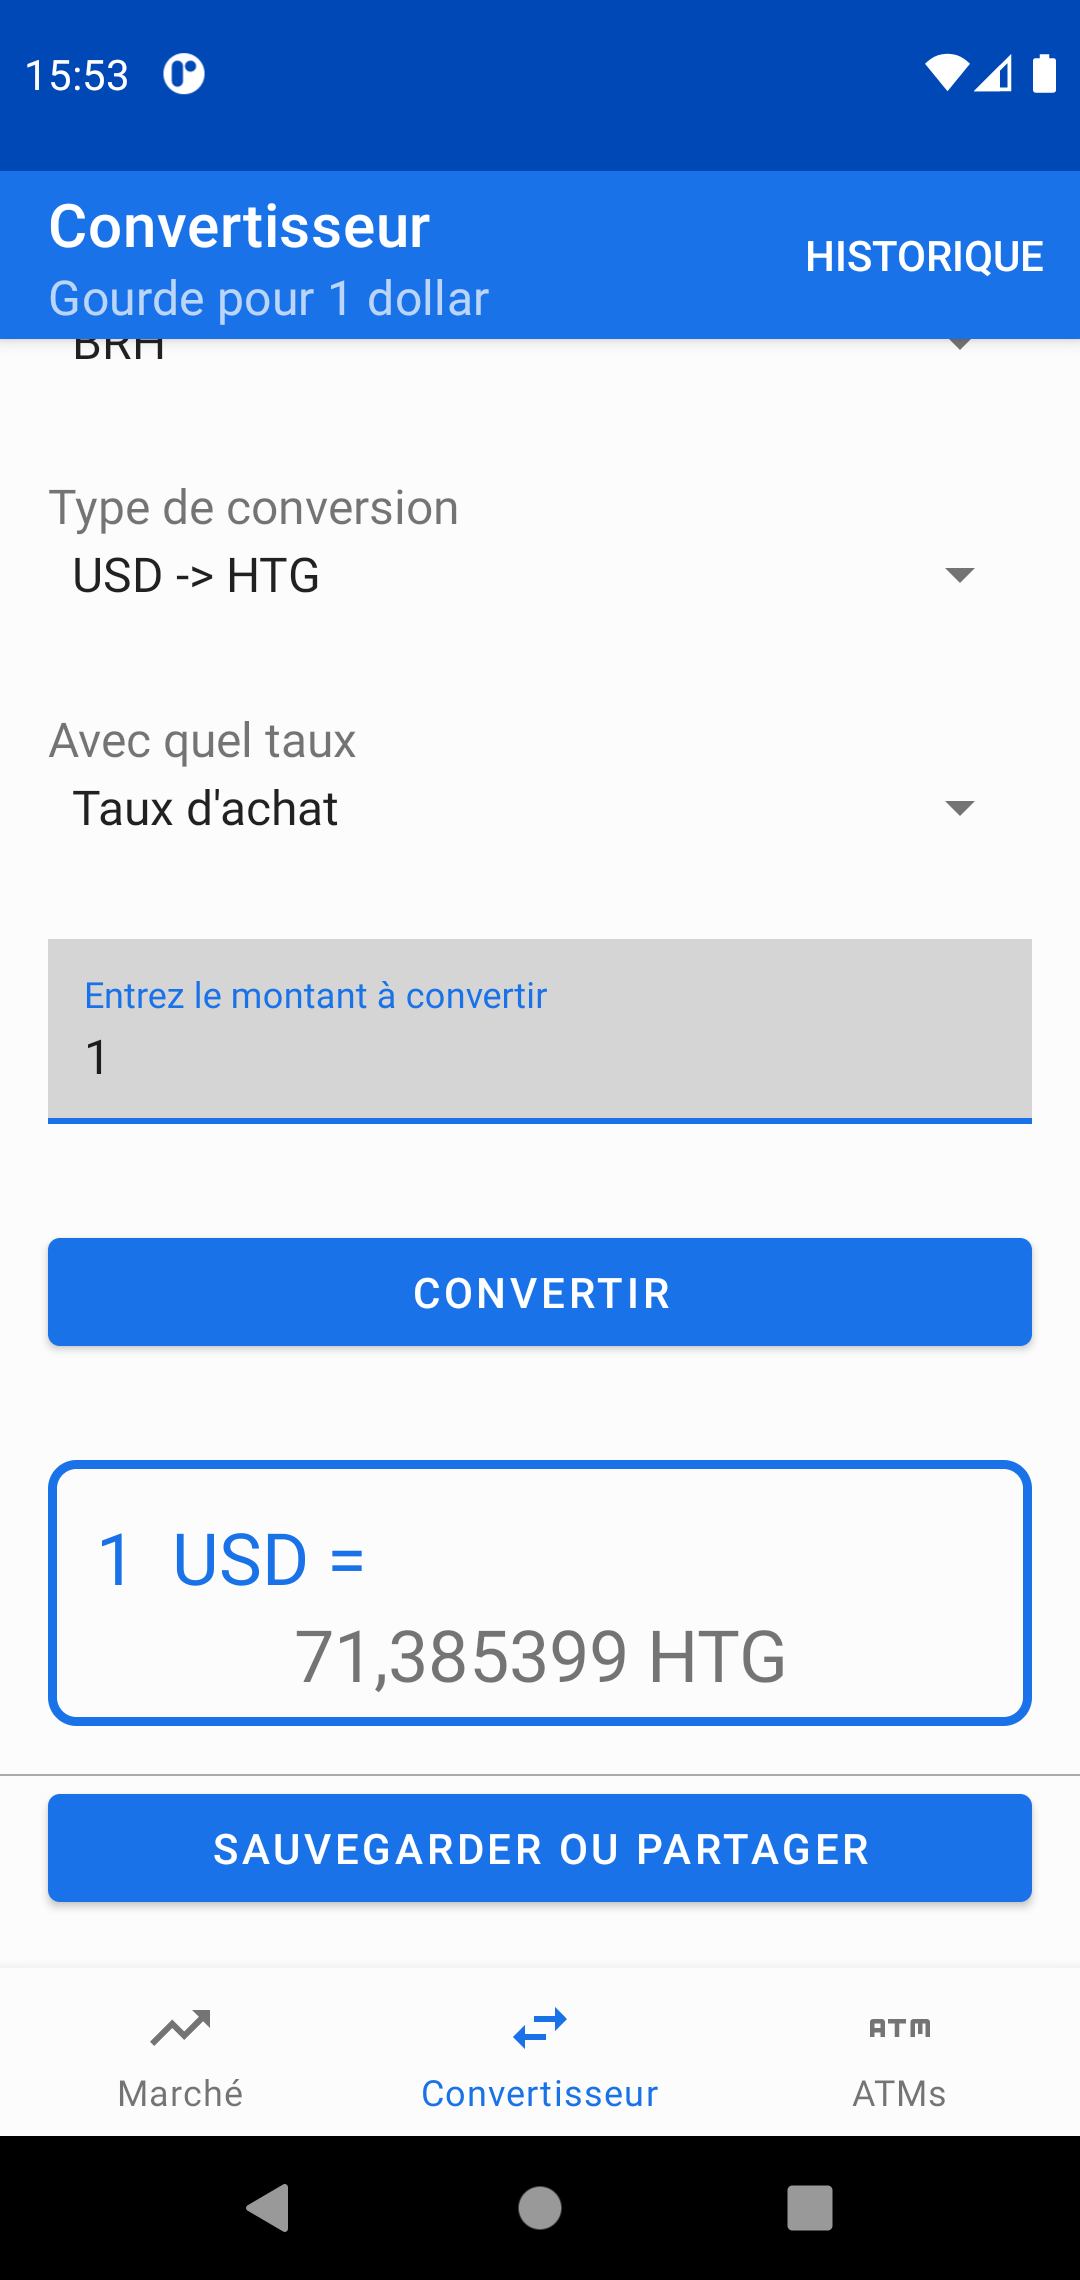 15:53
Convertisseur
HISTORIQUE
Gourde pour 1 dollar
BRH
Type de conversion
USD -> HTG
Avec quel taux
Taux d'achat
Entrez le montant à convertir
1
CONVERTIR
1 USD =
71,385399 HTG
SAUVEGARDER OU PARTAGER
ATM
Marché
Convertisseur
ATMs